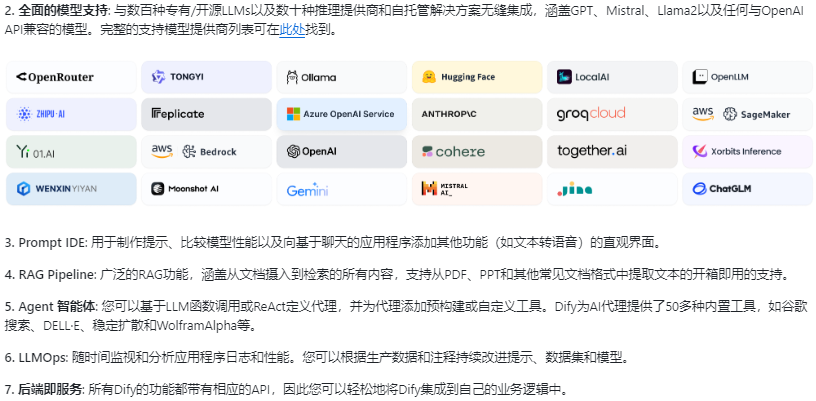 2. 全面的模型支持: 与数百种专有/开源LLMs以及数十种推理提供商和自托管解决方案无缝集成，涵盖GPT、Mistral、Llama2以及任何与OpenAI
API兼容的模型。完整的支持模型提供商列表可在此处找到。
OpenRouter TONGYI Ollama Hugging Face LocalAI OpenLLM
ZHIPU·AI Replicate Azure OpenAI Service ANTHROP\C groqcloud aws SageMaker
Yi 01.AI aws Bedrock OpenAI cohere together.ai Xorbits Inference
WENXIN YIYAN Moonshot AI Gemini MISTRAL AI_ Jina ChatGLM
3. Prompt IDE: 用于制作提示、比较模型性能以及向基于聊天的应用程序添加其他功能（如文本转语音）的直观界面。
4. RAG Pipeline: 广泛的RAG功能，涵盖从文档摄入到检索的所有内容，支持从PDF、PPT和其他常见文档格式中提取文本的开箱即用的支持。
5. Agent 智能体: 您可以基于LLM函数调用或ReAct定义代理，并为代理添加预构建或自定义工具。Dify为AI代理提供了50多种内置工具，如谷歌
搜索、DELL·E、稳定扩散和WolframAlpha等。
6. LLMOps: 随时间监视和分析应用程序日志和性能。您可以根据生产数据和注释持续改进提示、数据集和模型。
7. 后端即服务: 所有Dify的功能都带有相应的API，因此您可以轻松地将Dify集成到自己的业务逻辑中。